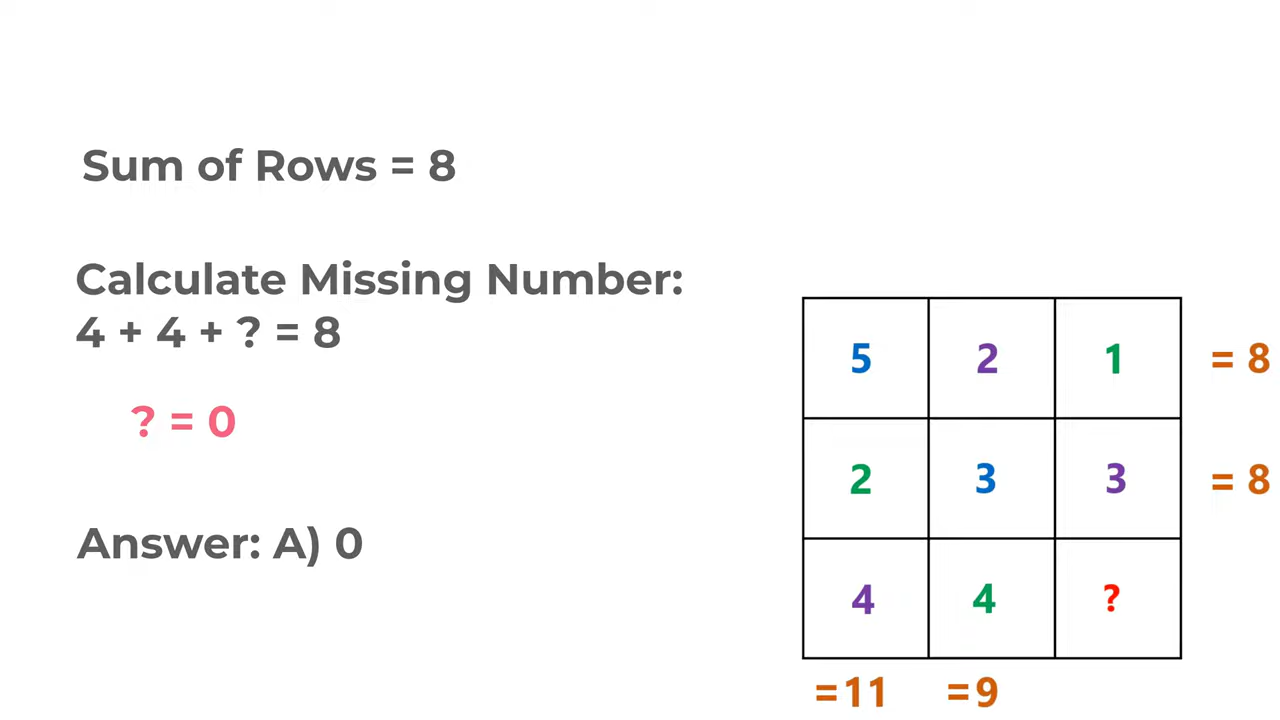 Sum of Rows = 8
Calculate Missing Number:
4 + 4 + ? = 8
? = 0
Answer: A) 0
5 2 1 = 8
2 3 3 = 8
4 4 ?
=11 =9